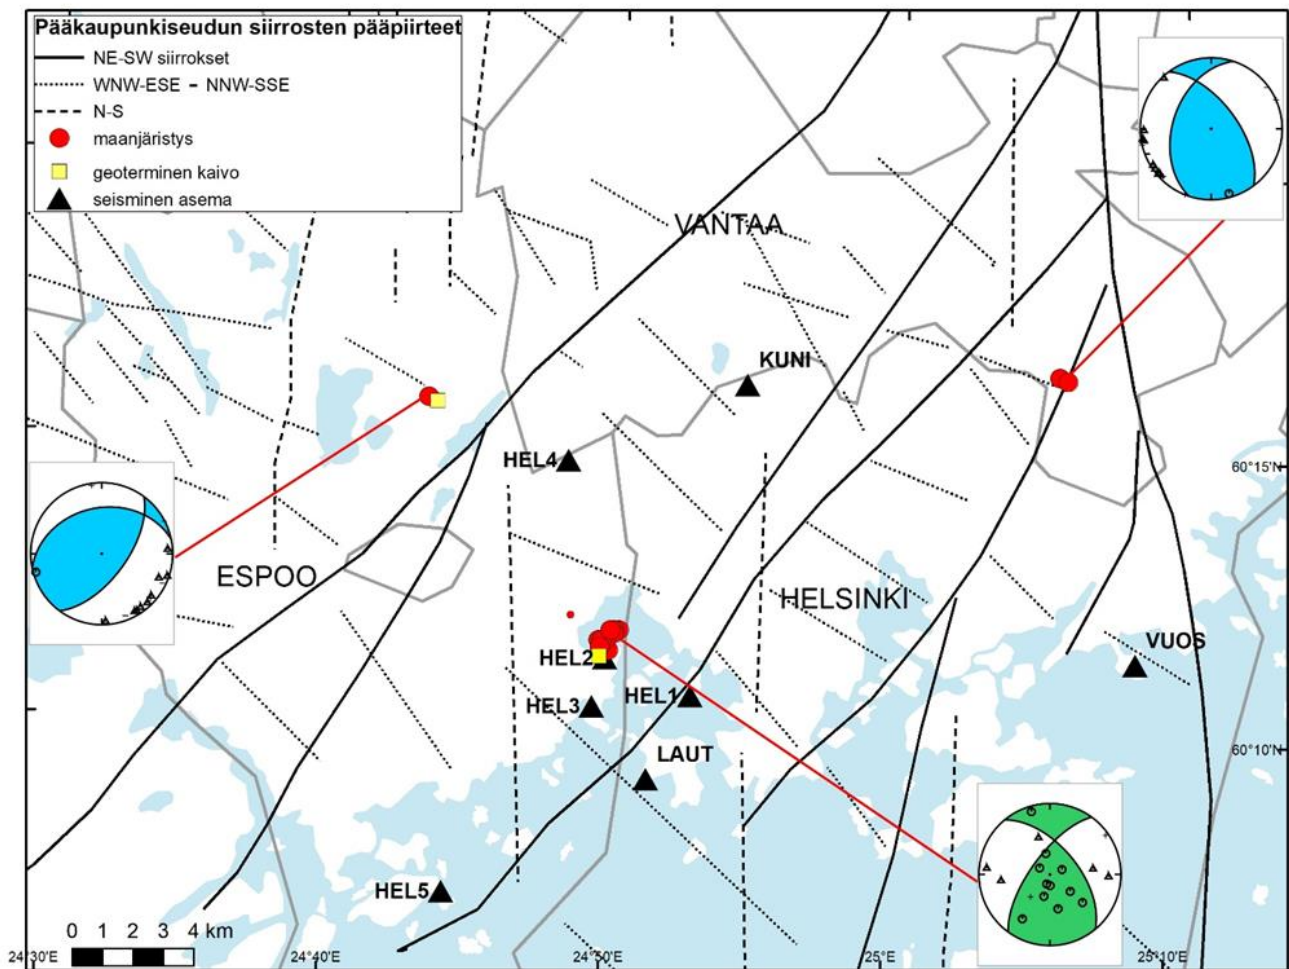 Pääkaupunkiseudun siirrosten pääpiirteet
NE-SW siirrokset
WNW-ESE - NNW-SSE
N-S
maanjäristys
geoterminen kaivo
seisminen asema
VANTAA
KUNI
HEL4
60°15'N
ESPOO
HELSINKI
VUOS
HEL2
HEL3
HEL1
60°10'N
LAUT
HEL5
0 1 2 3 4 km
24°30'E
24°40'E
24°50'E
25°E
25°10'E